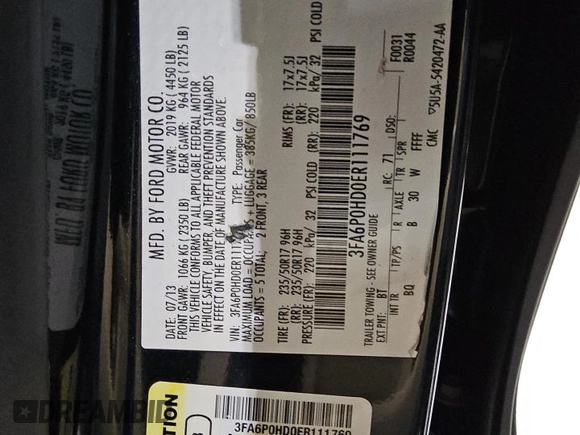 MFD. BY FORD MOTOR CO.
DATE: 07/13 GVWR: 2019 KG ( 4450 LB)
FRONT GAWR: 1066 KG ( 2350 LB) REAR GAWR: 964 KG ( 2125 LB)
THIS VEHICLE CONFORMS TO ALL APPLICABLE FEDERAL MOTOR
VEHICLE SAFETY, BUMPER, AND THEFT PREVENTION STANDARDS
IN EFFECT ON THE DATE OF MANUFACTURE SHOWN ABOVE.
VIN: 3FA6P0HD0ER111769 TYPE: Passenger Car
MAXIMUM LOAD = OCCUPANTS + LUGGAGE = 385KG/ 850LB
OCCUPANTS = 5 TOTAL, 2 FRONT, 3 REAR
TIRE (FR): 235/50R17 96H RIMS (FR): 17x7.5J
(RR): 235/50R17 96H (RR): 17x7.5J
PRESSURE (FR): 220 kPa/ 32 PSI COLD (RR): 220 kPa/ 32 PSI COLD
3FA6P0HD0ER111769
F0031
R0044
TRAILER TOWING - SEE OWNER GUIDE
EXT PNT: BT RC: 71 DSO:
INT TR TP/PS R AXLE TR SPR
BQ B 30 W FFFF
CMC ▽5U5A-5420472-AA
3FA6P0HD0ER111769
DREAMBID